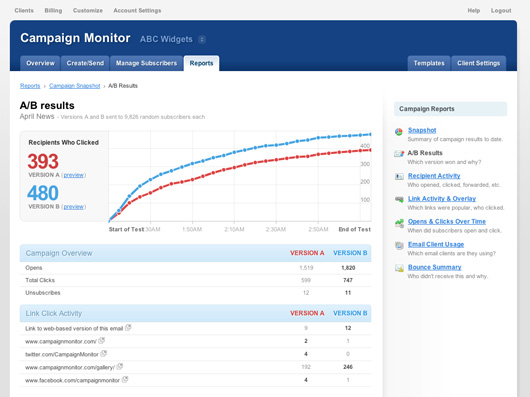 Clients Billing Customize Account Settings Help Logout
Campaign Monitor ABC Widgets
Overview Create/Send Manage Subscribers Reports Templates Client Settings
Reports › Campaign Snapshot › A/B Results
A/B results
April News - Versions A and B sent to 9,826 random subscribers each
Recipients Who Clicked
393
VERSION A (preview)
480
VERSION B (preview)
400
300
200
100
Start of Test :30AM 1:50AM 2:10AM 2:30AM 2:50AM End of Test
Campaign Overview VERSION A VERSION B
Opens 1,519 1,820
Total Clicks 599 747
Unsubscribes 12 11
Link Click Activity VERSION A VERSION B
Link to web-based version of this email 9 12
www.campaignmonitor.com/ 2 1
twitter.com/CampaignMonitor 4 0
www.campaignmonitor.com/gallery/ 192 246
www.facebook.com/campaignmonitor 4 1
Campaign Reports
Snapshot
Summary of campaign results to date.
A/B Results
Which version won and why?
Recipient Activity
Who opened, clicked, forwarded, etc.
Link Activity & Overlay
Which links were popular, who clicked.
Opens & Clicks Over Time
When did subscribers open and click.
Email Client Usage
Which email clients are they using?
Bounce Summary
Who didn't receive this and why.